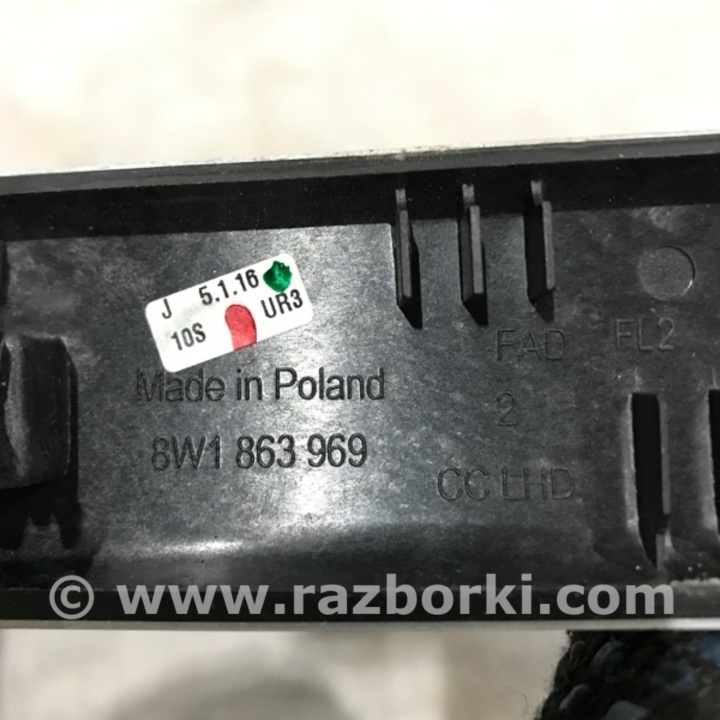 J 5.1.16
10S UR3
Made in Poland
8W1 863 969
FAD
2
CC LHD
FL2
© www.razborki.com